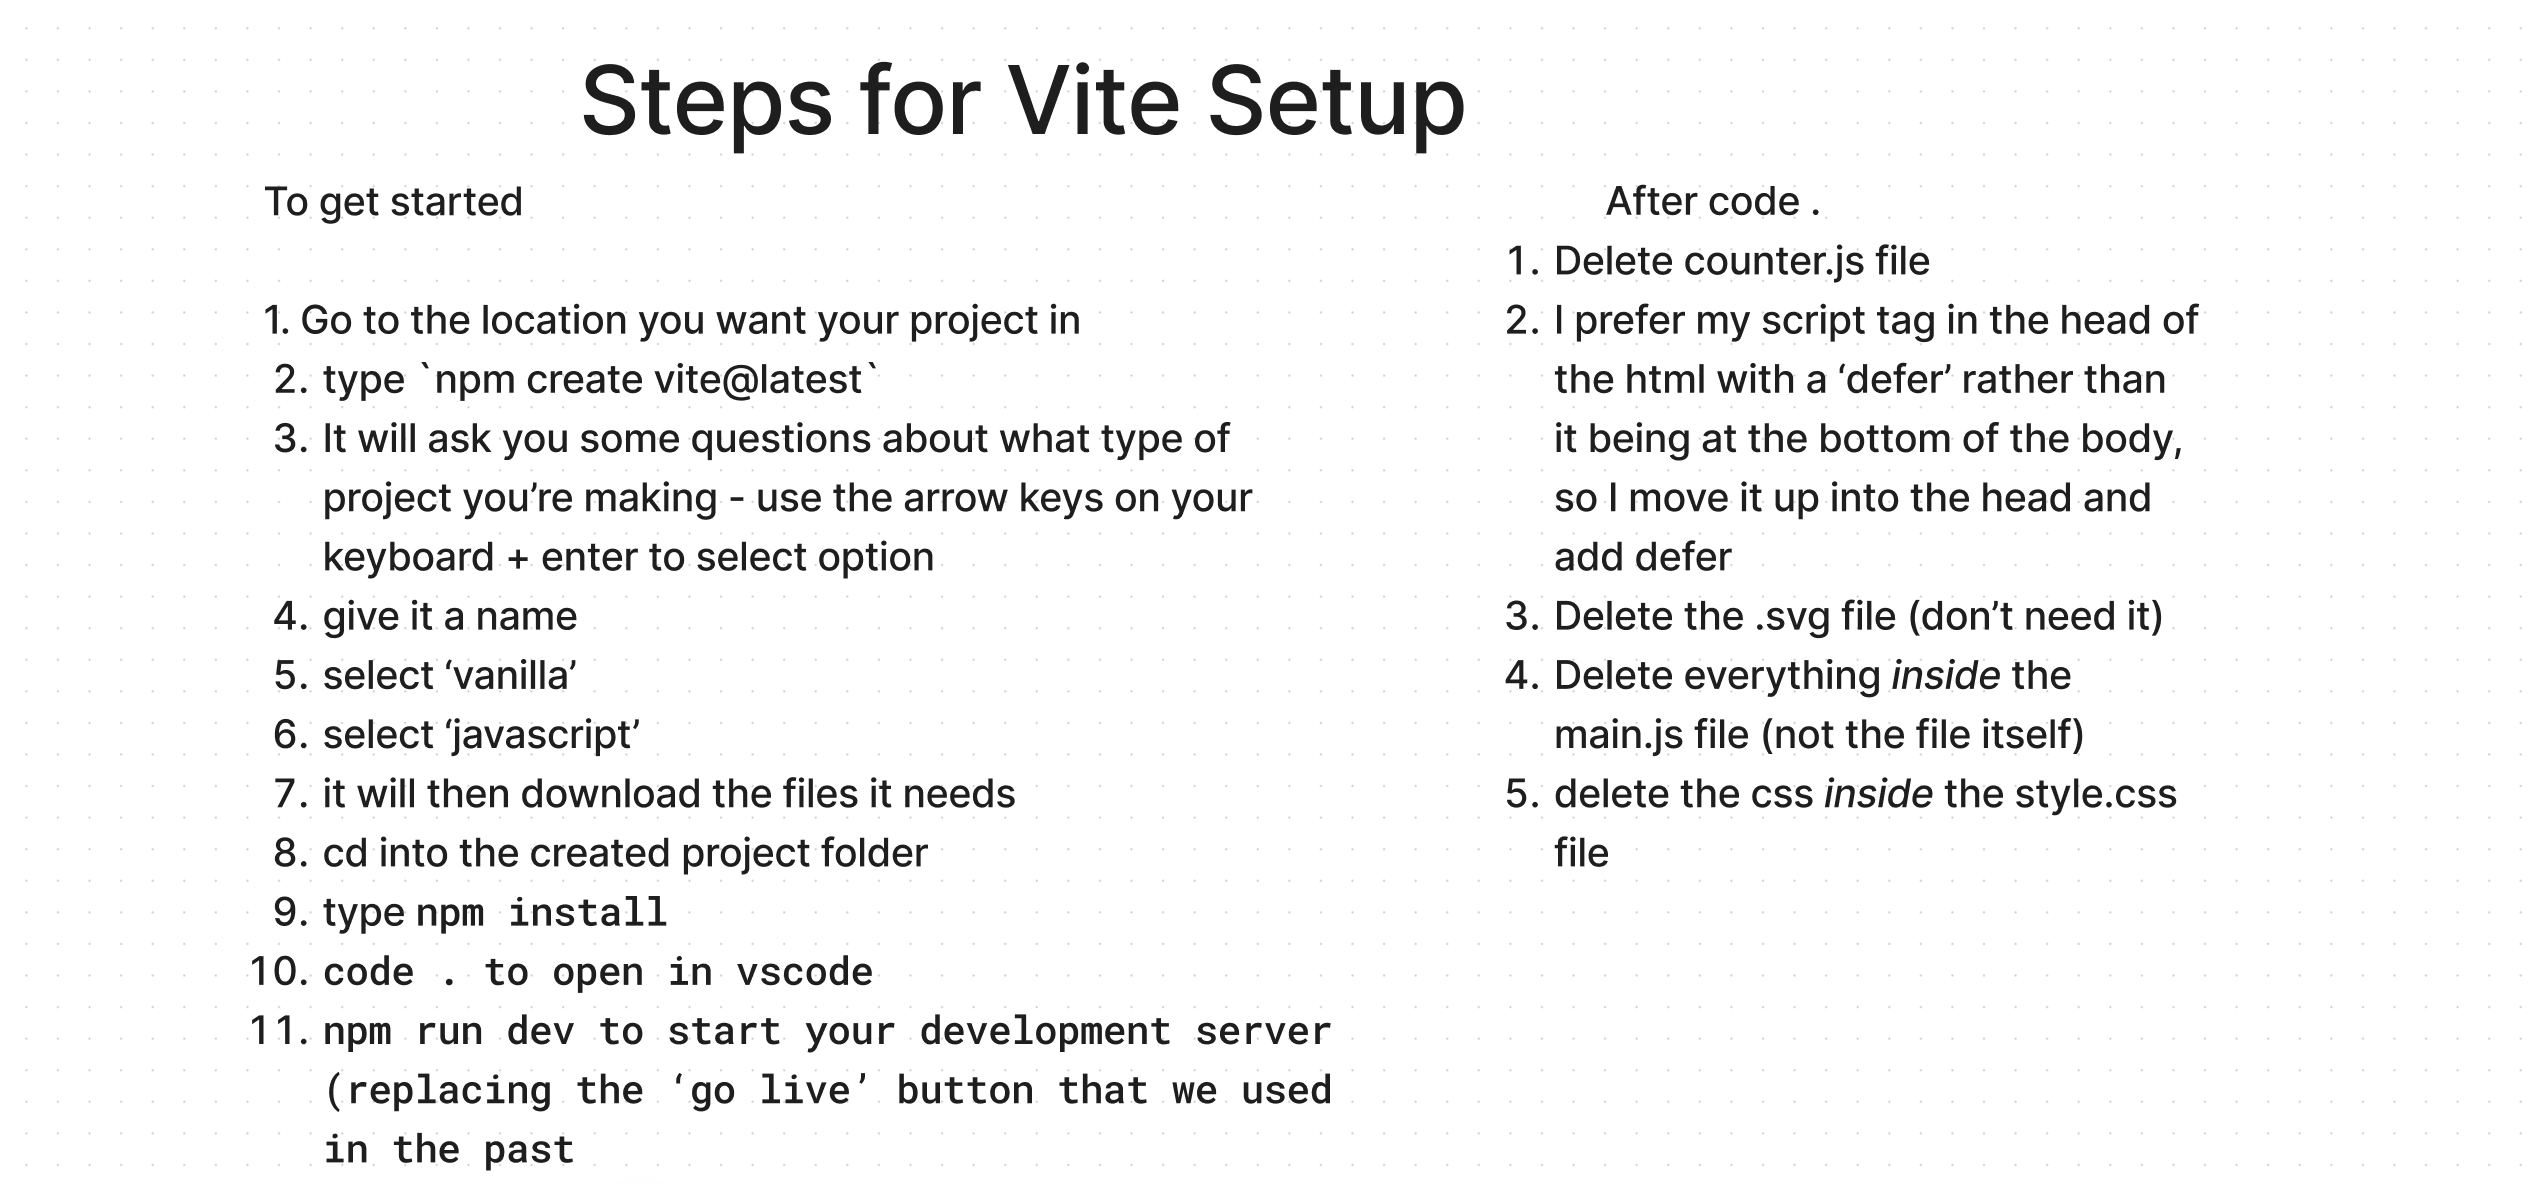 Steps for Vite Setup
To get started
1. Go to the location you want your project in
2. type `npm create vite@latest`
3. It will ask you some questions about what type of
project you’re making - use the arrow keys on your
keyboard + enter to select option
4. give it a name
5. select ‘vanilla’
6. select ‘javascript’
7. it will then download the files it needs
8. cd into the created project folder
9. type npm install
10. code . to open in vscode
11. npm run dev to start your development server
(replacing the ‘go live’ button that we used
in the past
After code .
1. Delete counter.js file
2. I prefer my script tag in the head of
the html with a ‘defer’ rather than
it being at the bottom of the body,
so I move it up into the head and
add defer
3. Delete the .svg file (don’t need it)
4. Delete everything inside the
main.js file (not the file itself)
5. delete the css inside the style.css
file